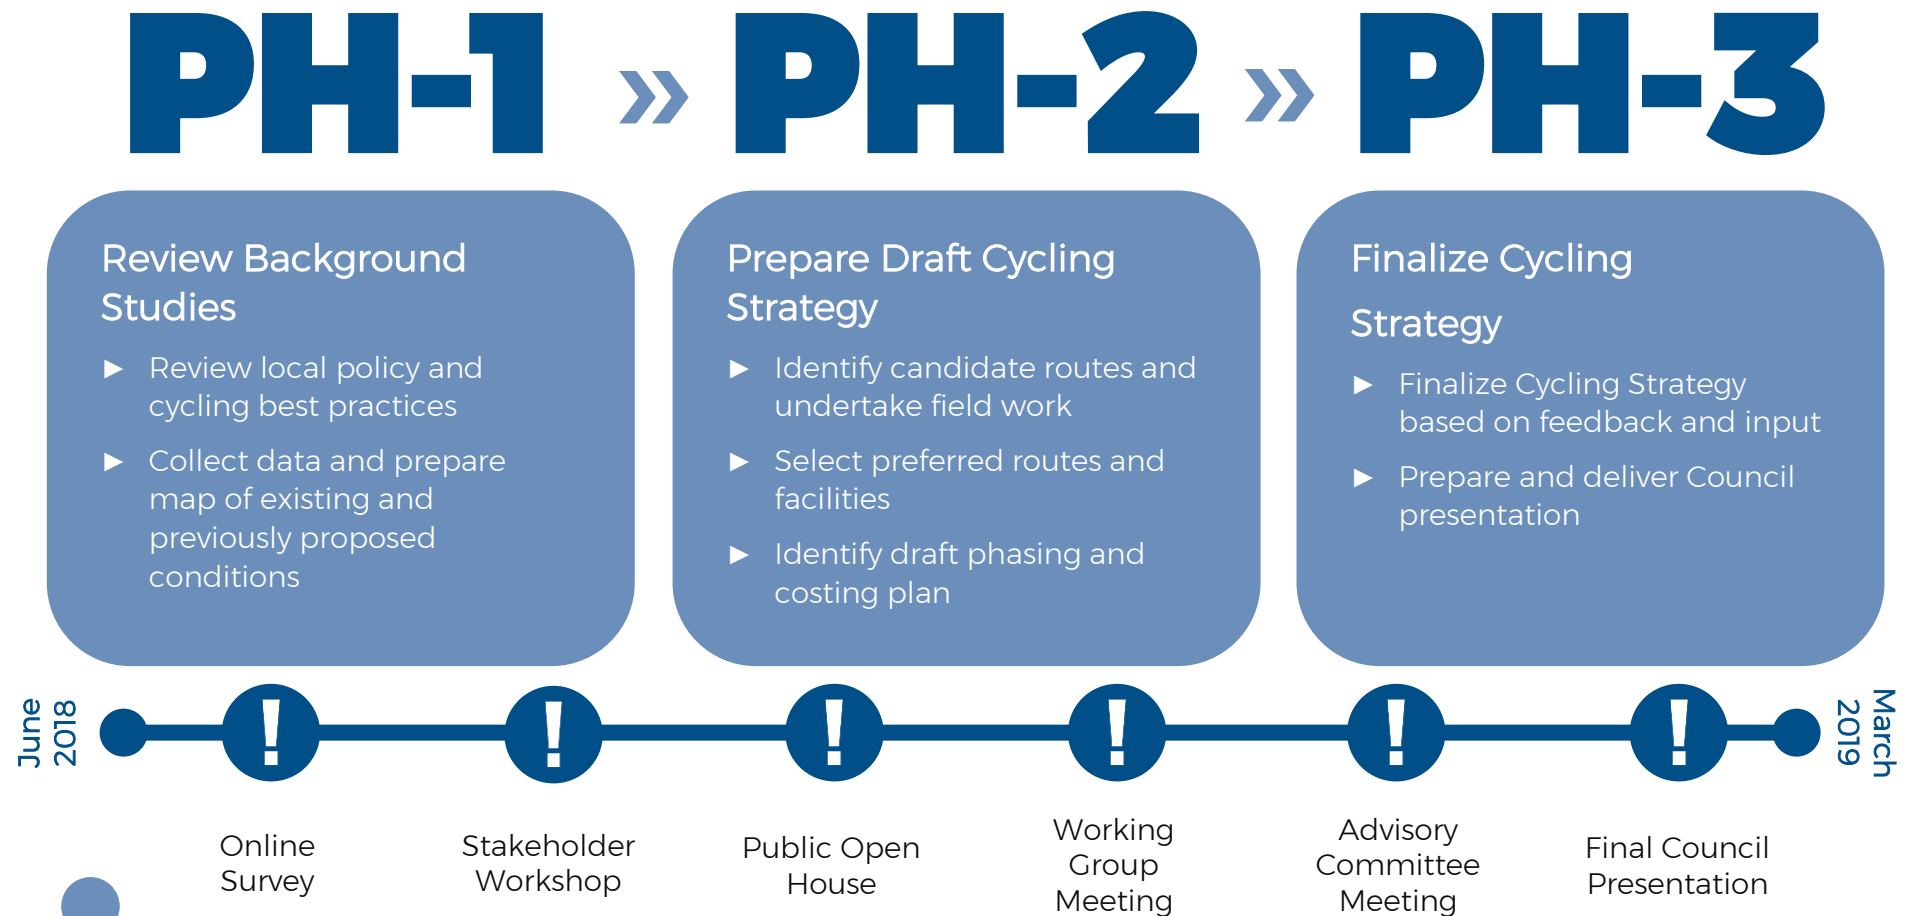 PH-1 » PH-2 » PH-3
Review Background
Studies
► Review local policy and
cycling best practices
► Collect data and prepare
map of existing and
previously proposed
conditions
Prepare Draft Cycling
Strategy
► Identify candidate routes and
undertake field work
► Select preferred routes and
facilities
► Identify draft phasing and
costing plan
Finalize Cycling
Strategy
► Finalize Cycling Strategy
based on feedback and input
► Prepare and deliver Council
presentation
June
2018
! ! ! ! ! !
March
2019
Online
Survey
Stakeholder
Workshop
Public Open
House
Working
Group
Meeting
Advisory
Committee
Meeting
Final Council
Presentation